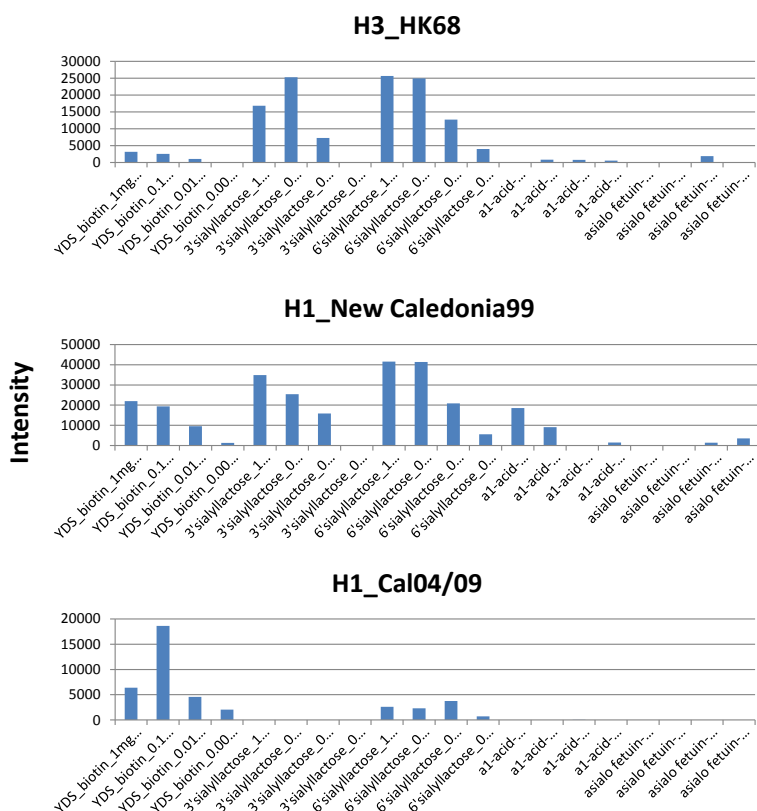 H3_HK68
30000
25000
20000
15000
10000
5000
0
YDS_biotin_1mg...
YDS_biotin_0.1...
YDS_biotin_0.01...
YDS_biotin_0.00...
3'sialyllactose_1...
3'sialyllactose_0...
3'sialyllactose_0...
3'sialyllactose_0...
6'sialyllactose_1...
6'sialyllactose_0...
6'sialyllactose_0...
6'sialyllactose_0...
a1-acid-...
a1-acid-...
a1-acid-...
a1-acid-...
asialo fetuin-...
asialo fetuin-...
asialo fetuin-...
asialo fetuin-...
Intensity
H1_New Caledonia99
50000
40000
30000
20000
10000
0
YDS_biotin_1mg...
YDS_biotin_0.1...
YDS_biotin_0.01...
YDS_biotin_0.00...
3'sialyllactose_1...
3'sialyllactose_0...
3'sialyllactose_0...
3'sialyllactose_0...
6'sialyllactose_1...
6'sialyllactose_0...
6'sialyllactose_0...
6'sialyllactose_0...
a1-acid-...
a1-acid-...
a1-acid-...
a1-acid-...
asialo fetuin-...
asialo fetuin-...
asialo fetuin-...
asialo fetuin-...
H1_Cal04/09
20000
15000
10000
5000
0
YDS_biotin_1mg...
YDS_biotin_0.1...
YDS_biotin_0.01...
YDS_biotin_0.00...
3'sialyllactose_1...
3'sialyllactose_0...
3'sialyllactose_0...
3'sialyllactose_0...
6'sialyllactose_1...
6'sialyllactose_0...
6'sialyllactose_0...
6'sialyllactose_0...
a1-acid-...
a1-acid-...
a1-acid-...
a1-acid-...
asialo fetuin-...
asialo fetuin-...
asialo fetuin-...
asialo fetuin-...